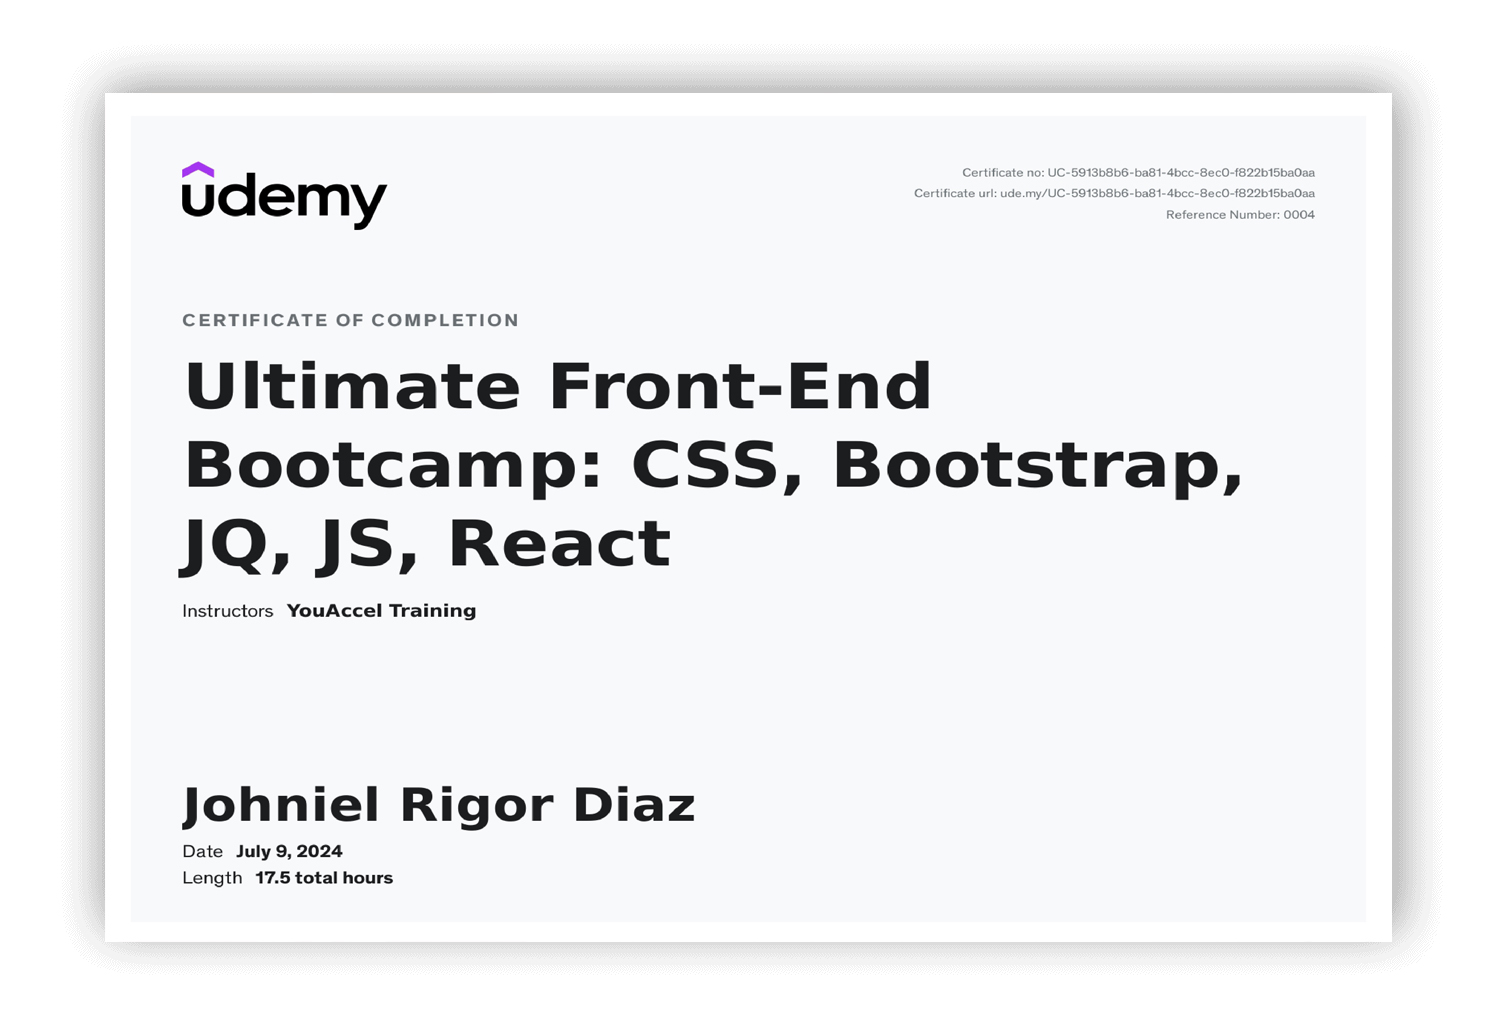 udemy
Certificate no: UC-5913b8b6-ba81-4bcc-8ec0-f822b15ba0aa
Certificate url: ude.my/UC-5913b8b6-ba81-4bcc-8ec0-f822b15ba0aa
Reference Number: 0004
CERTIFICATE OF COMPLETION
Ultimate Front-End
Bootcamp: CSS, Bootstrap,
JQ, JS, React
Instructors YouAccel Training
Johniel Rigor Diaz
Date July 9, 2024
Length 17.5 total hours